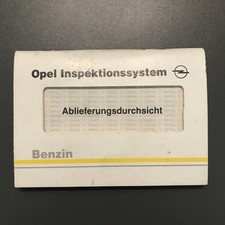 Opel Inspektionssystem
Ablieferungsdurchsicht
Benzin